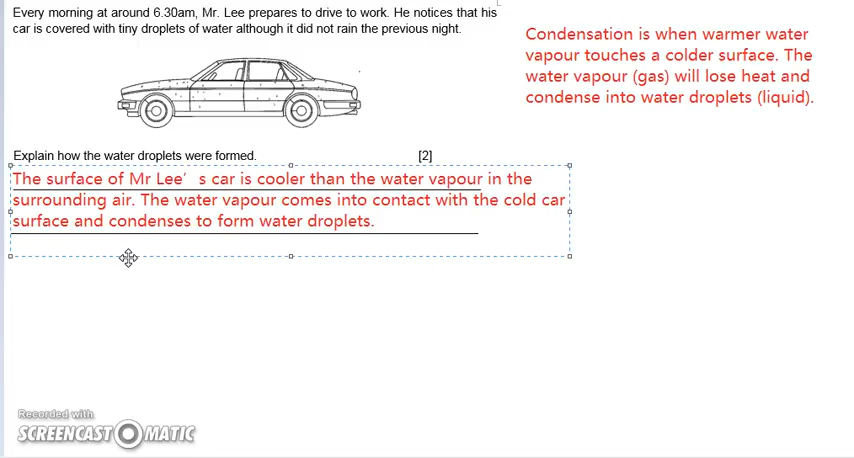 Every morning at around 6.30am, Mr. Lee prepares to drive to work. He notices that his
car is covered with tiny droplets of water although it did not rain the previous night.
Condensation is when warmer water
vapour touches a colder surface. The
water vapour (gas) will lose heat and
condense into water droplets (liquid).
Explain how the water droplets were formed. [2]
The surface of Mr Lee's car is cooler than the water vapour in the
surrounding air. The water vapour comes into contact with the cold car
surface and condenses to form water droplets.
Recorded with
SCREENCAST O MATIC